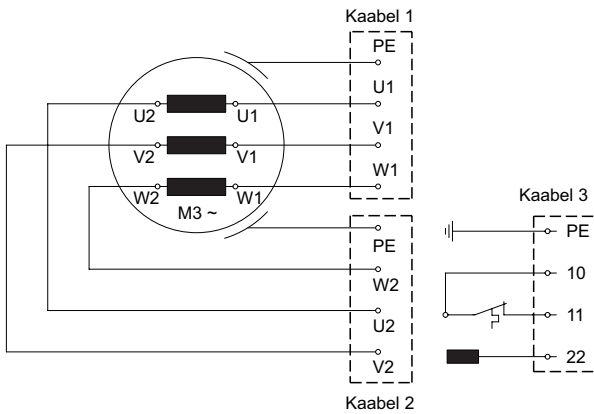 Kaabel 1
PE
U1
V1
W1
U2 U1
V2 V1
W2 W1
M3 ~
PE
W2
U2
V2
Kaabel 2
Kaabel 3
PE
10
11
22